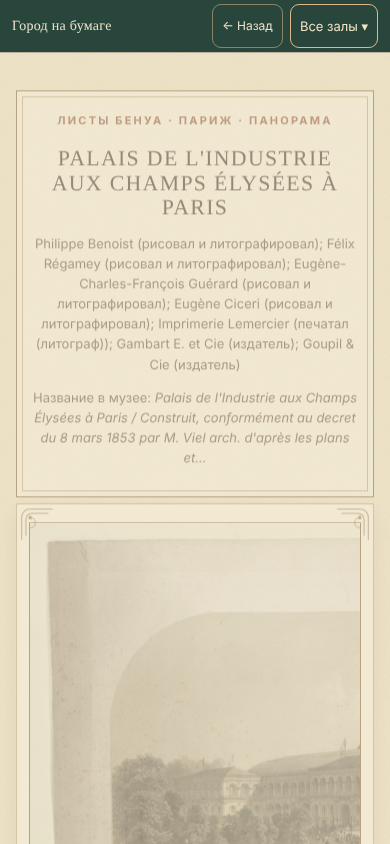 Город на бумаге
← Назад
Все залы ▾
ЛИСТЫ БЕНУА · ПАРИЖ · ПАНОРАМА
PALAIS DE L'INDUSTRIE
AUX CHAMPS ÉLYSÉES À
PARIS
Philippe Benoist (рисовал и литографировал); Félix
Régamey (рисовал и литографировал); Eugène-
Charles-François Guérard (рисовал и
литографировал); Eugène Ciceri (рисовал и
литографировал); Imprimerie Lemercier (печатал
(литограф)); Gambart E. et Cie (издатель); Goupil &
Cie (издатель)
Название в музее: Palais de l'Industrie aux Champs
Élysées à Paris / Construit, conformément au decret
du 8 mars 1853 par M. Viel arch. d'après les plans
et...